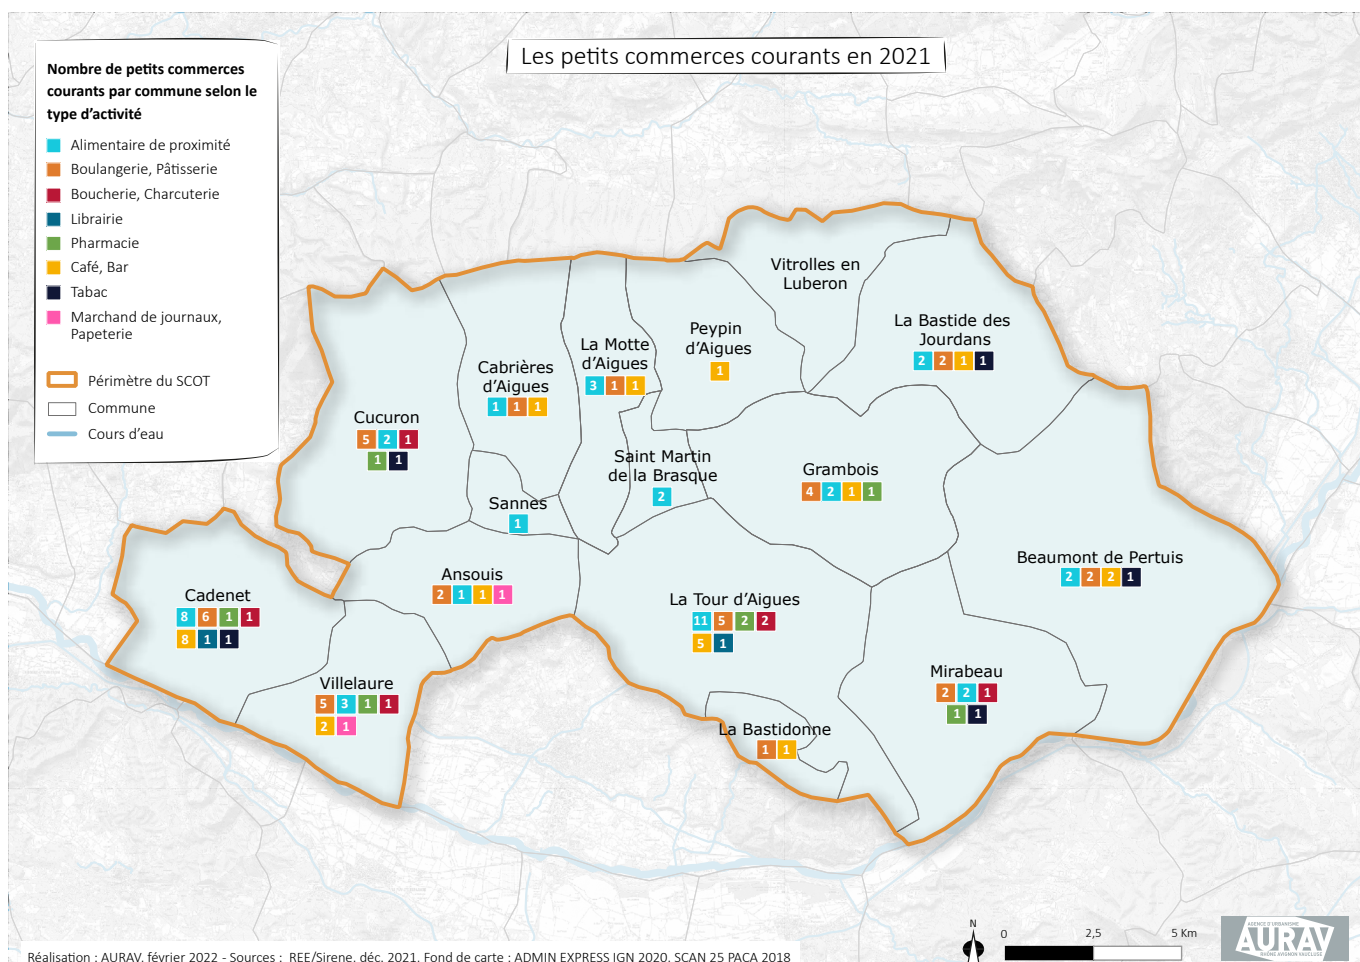 Les petits commerces courants en 2021
Nombre de petits commerces
courants par commune selon le
type d'activité
Alimentaire de proximité
Boulangerie, Pâtisserie
Boucherie, Charcuterie
Librairie
Pharmacie
Café, Bar
Tabac
Marchand de journaux,
Papeterie
Périmètre du SCOT
Commune
Cours d'eau
Vitrolles en
Luberon
La Bastide des
Jourdans
2 2 1 1
Peypin
d'Aigues
1
La Motte
d'Aigues
3 1 1
Cabrières
d'Aigues
1 1 1
Cucuron
5 2 1
1 1
Saint Martin
de la Brasque
2
Grambois
4 2 1 1
Sannes
1
Beaumont de Pertuis
2 2 2 1
Ansouis
2 1 1 1
Cadenet
8 6 1 1
8 1 1
La Tour d'Aigues
11 5 2 2
5 1
Mirabeau
2 2 1
1 1
Villelaure
5 3 1 1
2 1
La Bastidonne
1 1
N
0 2,5 5 Km
AGENCE D'URBANISME
AURAV
RHÔNE AVIGNON VAUCLUSE
Réalisation : AURAV, février 2022 - Sources : REE/Sirene, déc. 2021, Fond de carte : ADMIN EXPRESS IGN 2020, SCAN 25 PACA 2018